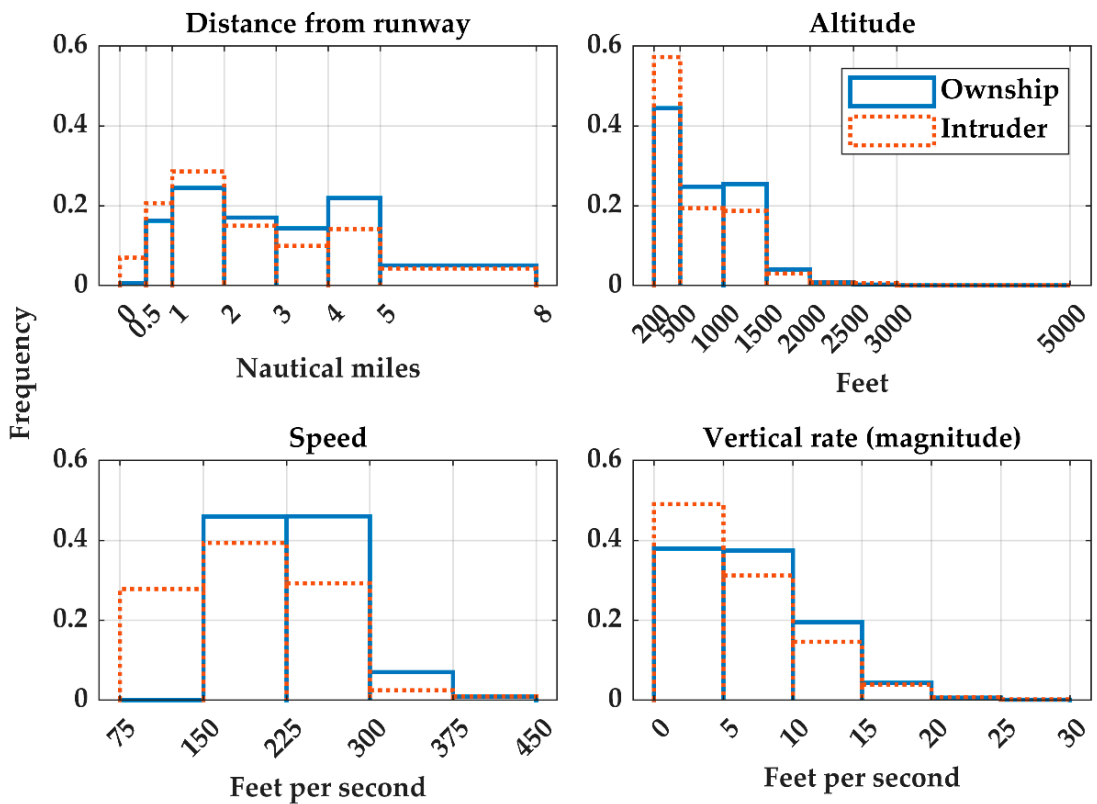 Distance from runway
0.6
0.4
0.2
0
0 0.5 1 2 3 4 5 8
Nautical miles
Altitude
0.6
0.4
0.2
0
Ownship
Intruder
200 500 1000 1500 2000 2500 3000 5000
Feet
Frequency
Speed
0.6
0.4
0.2
0
75 150 225 300 375 450
Feet per second
Vertical rate (magnitude)
0.6
0.4
0.2
0
0 5 10 15 20 25 30
Feet per second